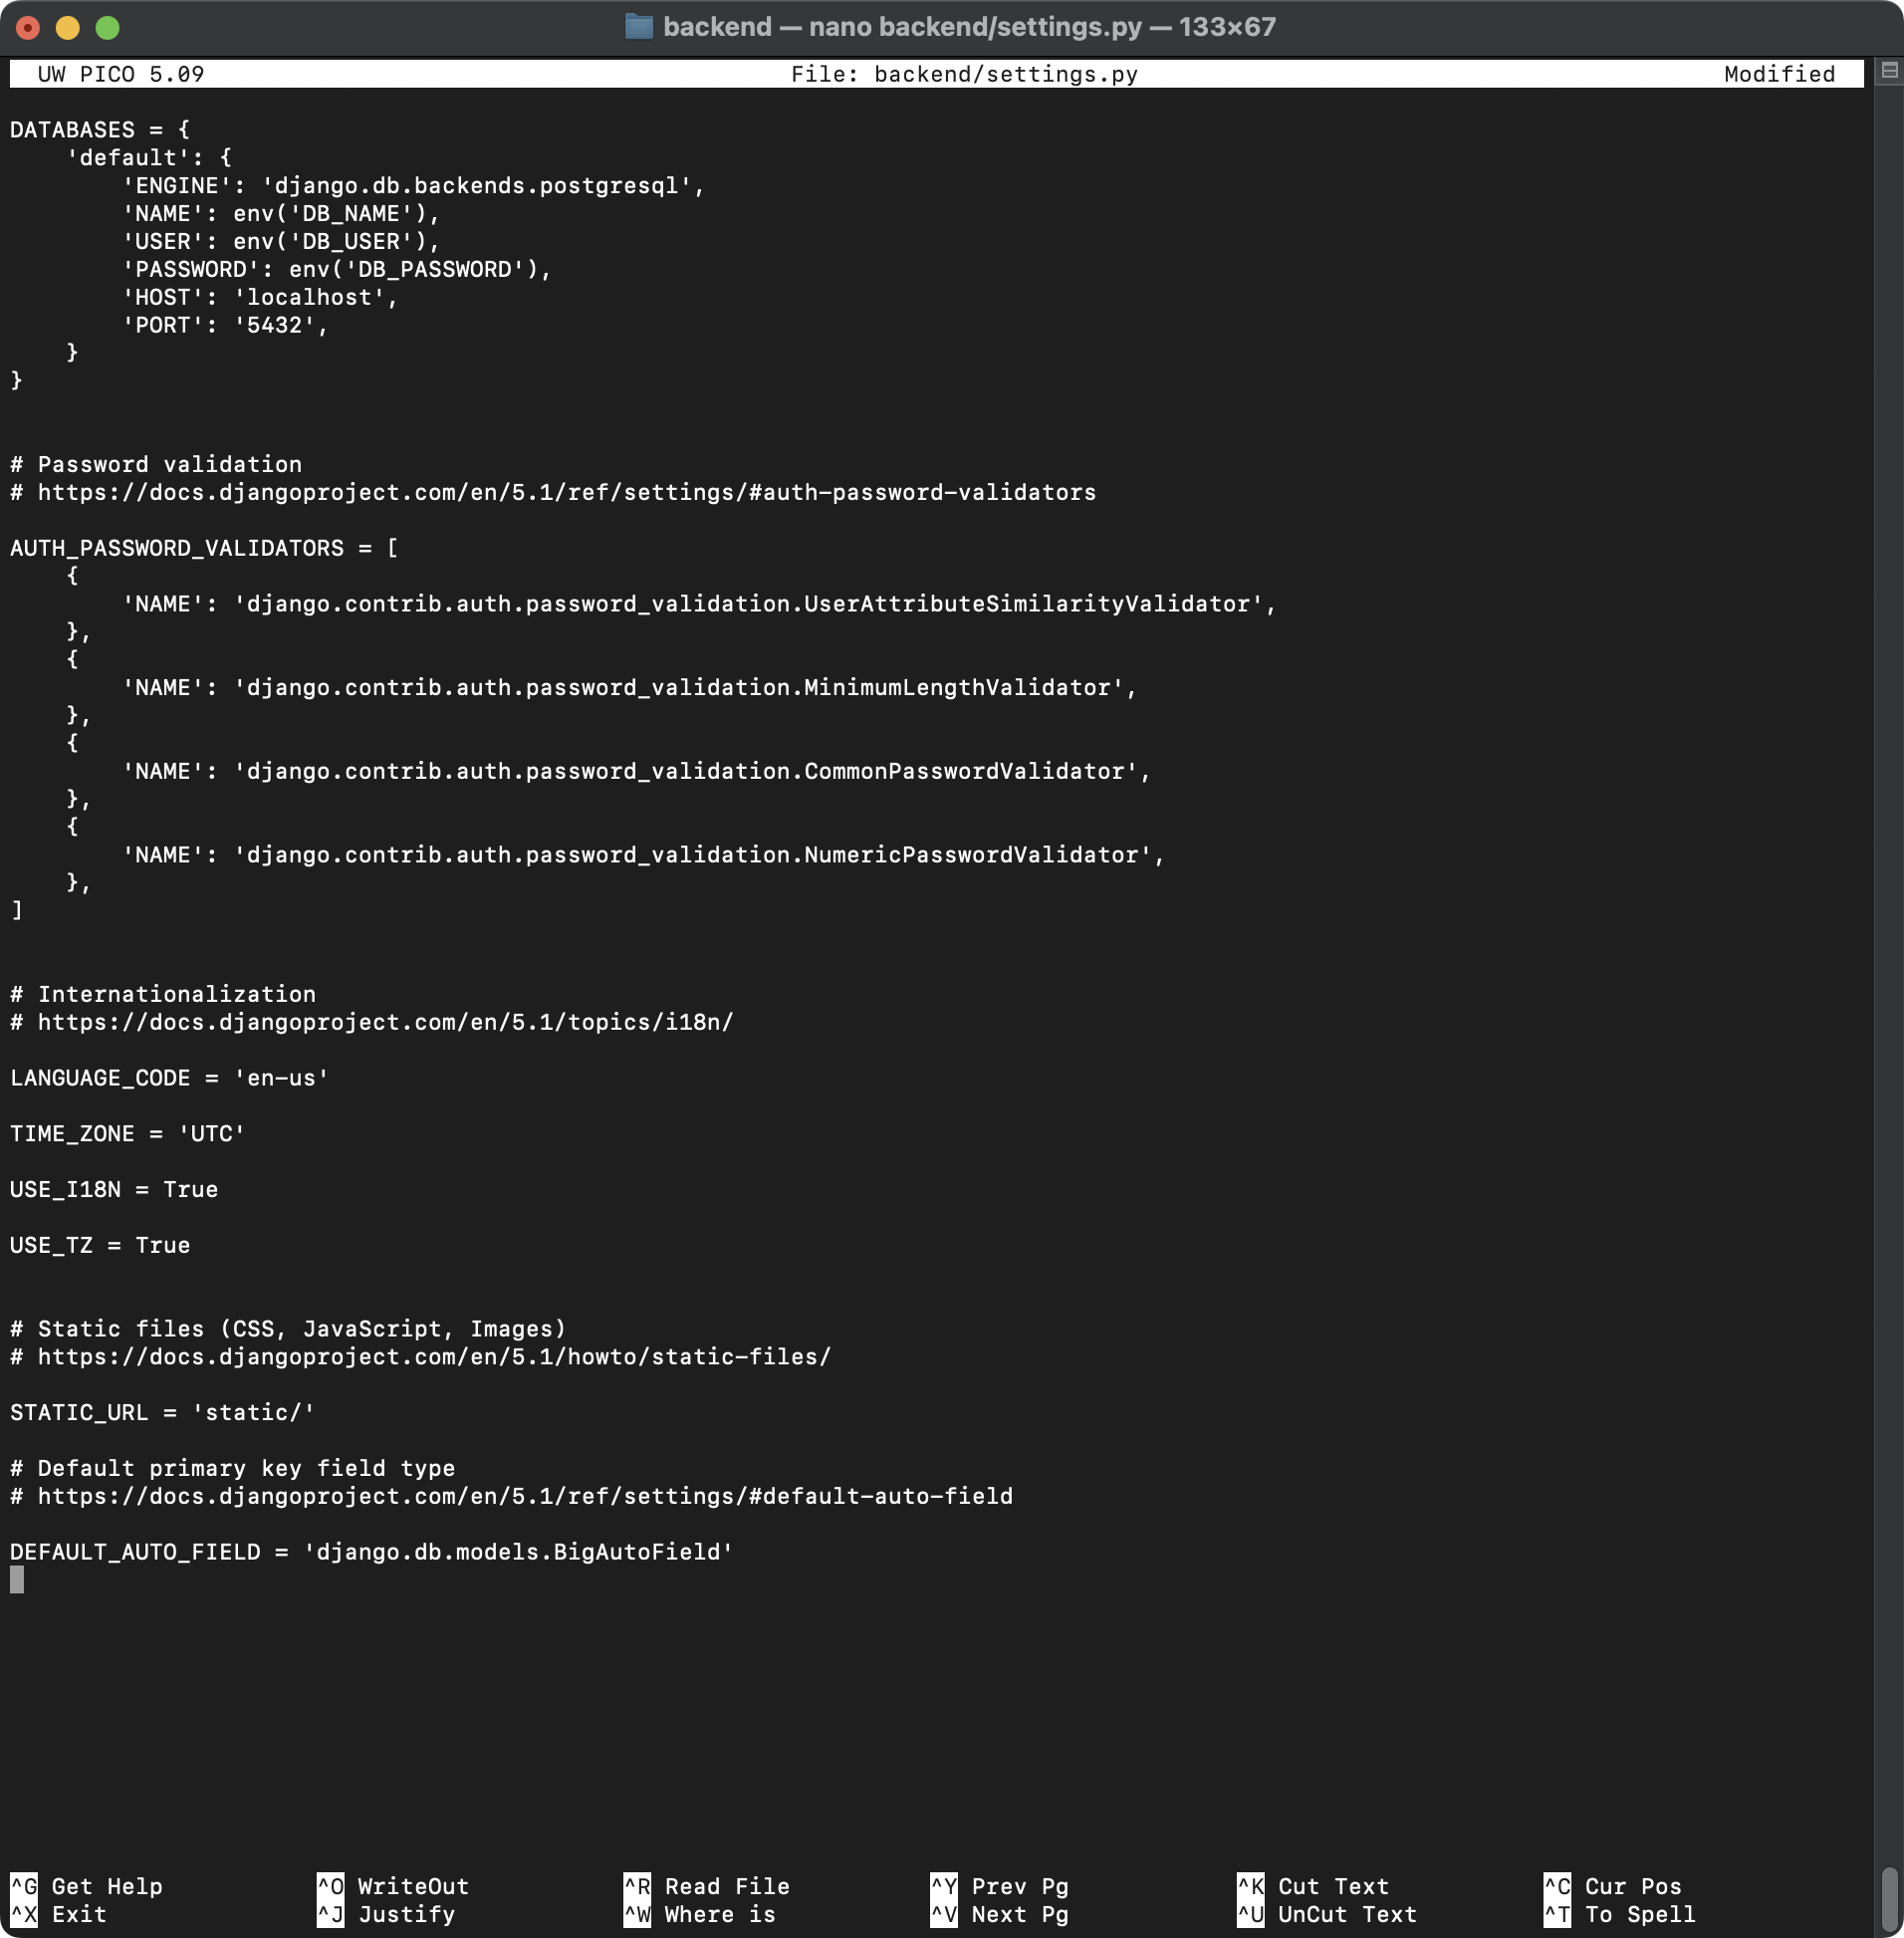 backend — nano backend/settings.py — 133×67
UW PICO 5.09 File: backend/settings.py Modified
DATABASES = {
    'default': {
        'ENGINE': 'django.db.backends.postgresql',
        'NAME': env('DB_NAME'),
        'USER': env('DB_USER'),
        'PASSWORD': env('DB_PASSWORD'),
        'HOST': 'localhost',
        'PORT': '5432',
    }
}
# Password validation
# https://docs.djangoproject.com/en/5.1/ref/settings/#auth-password-validators
AUTH_PASSWORD_VALIDATORS = [
    {
        'NAME': 'django.contrib.auth.password_validation.UserAttributeSimilarityValidator',
    },
    {
        'NAME': 'django.contrib.auth.password_validation.MinimumLengthValidator',
    },
    {
        'NAME': 'django.contrib.auth.password_validation.CommonPasswordValidator',
    },
    {
        'NAME': 'django.contrib.auth.password_validation.NumericPasswordValidator',
    },
]
# Internationalization
# https://docs.djangoproject.com/en/5.1/topics/i18n/
LANGUAGE_CODE = 'en-us'
TIME_ZONE = 'UTC'
USE_I18N = True
USE_TZ = True
# Static files (CSS, JavaScript, Images)
# https://docs.djangoproject.com/en/5.1/howto/static-files/
STATIC_URL = 'static/'
# Default primary key field type
# https://docs.djangoproject.com/en/5.1/ref/settings/#default-auto-field
DEFAULT_AUTO_FIELD = 'django.db.models.BigAutoField'
^G Get Help ^O WriteOut ^R Read File ^Y Prev Pg ^K Cut Text ^C Cur Pos
^X Exit ^J Justify ^W Where is ^V Next Pg ^U UnCut Text ^T To Spell